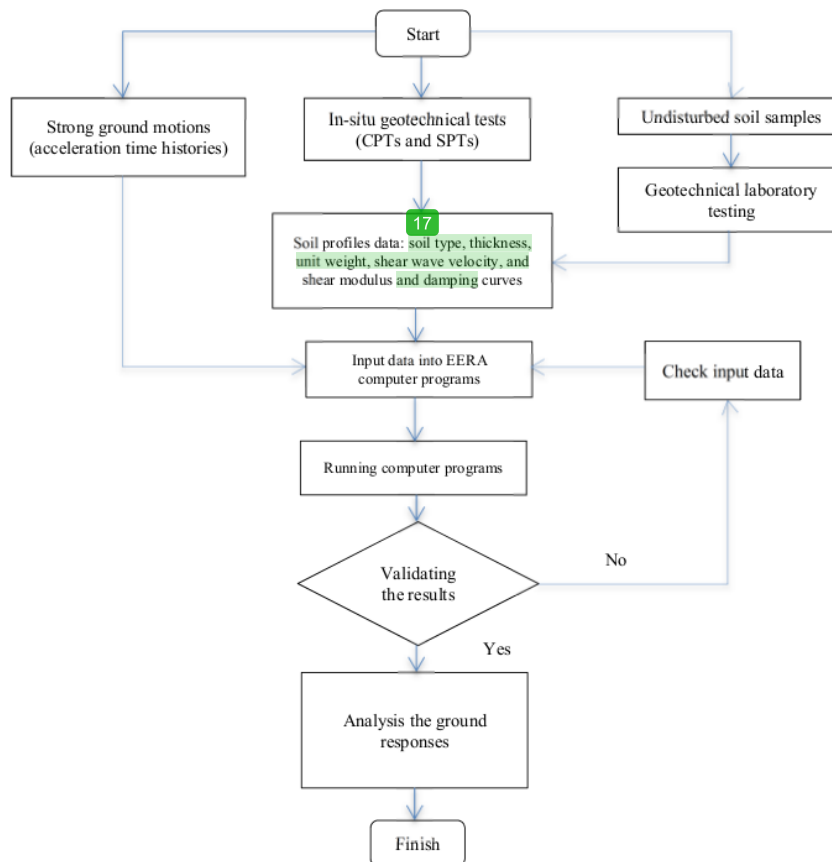 Start
Strong ground motions
(acceleration time histories)
In-situ geotechnical tests
(CPTs and SPTs)
Undisturbed soil samples
Geotechnical laboratory
testing
17
Soil profiles data: soil type, thickness,
unit weight, shear wave velocity, and
shear modulus and damping curves
Input data into EERA
computer programs
Check input data
Running computer programs
Validating
the results
No
Yes
Analysis the ground
responses
Finish